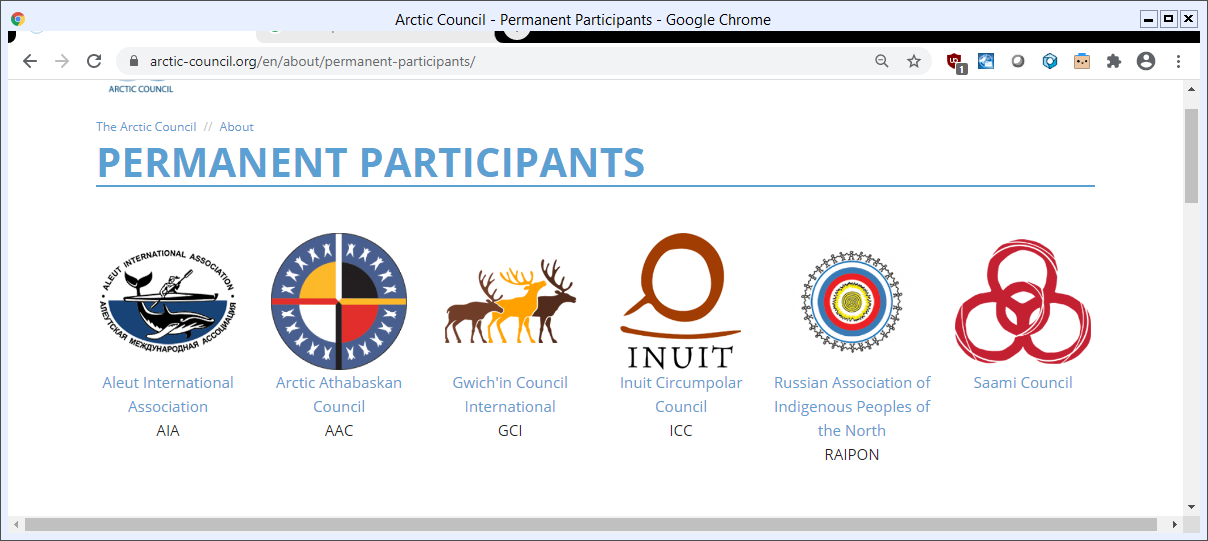 Arctic Council - Permanent Participants - Google Chrome
arctic-council.org/en/about/permanent-participants/
1
ARCTIC COUNCIL
The Arctic Council // About
PERMANENT PARTICIPANTS
ALEUT INTERNATIONAL ASSOCIATION
АЛЕУТСКАЯ МЕЖДУНАРОДНАЯ АССОЦИАЦИЯ
INUIT
Aleut International
Association
AIA
Arctic Athabaskan
Council
AAC
Gwich'in Council
International
GCI
Inuit Circumpolar
Council
ICC
Russian Association of
Indigenous Peoples of
the North
RAIPON
Saami Council